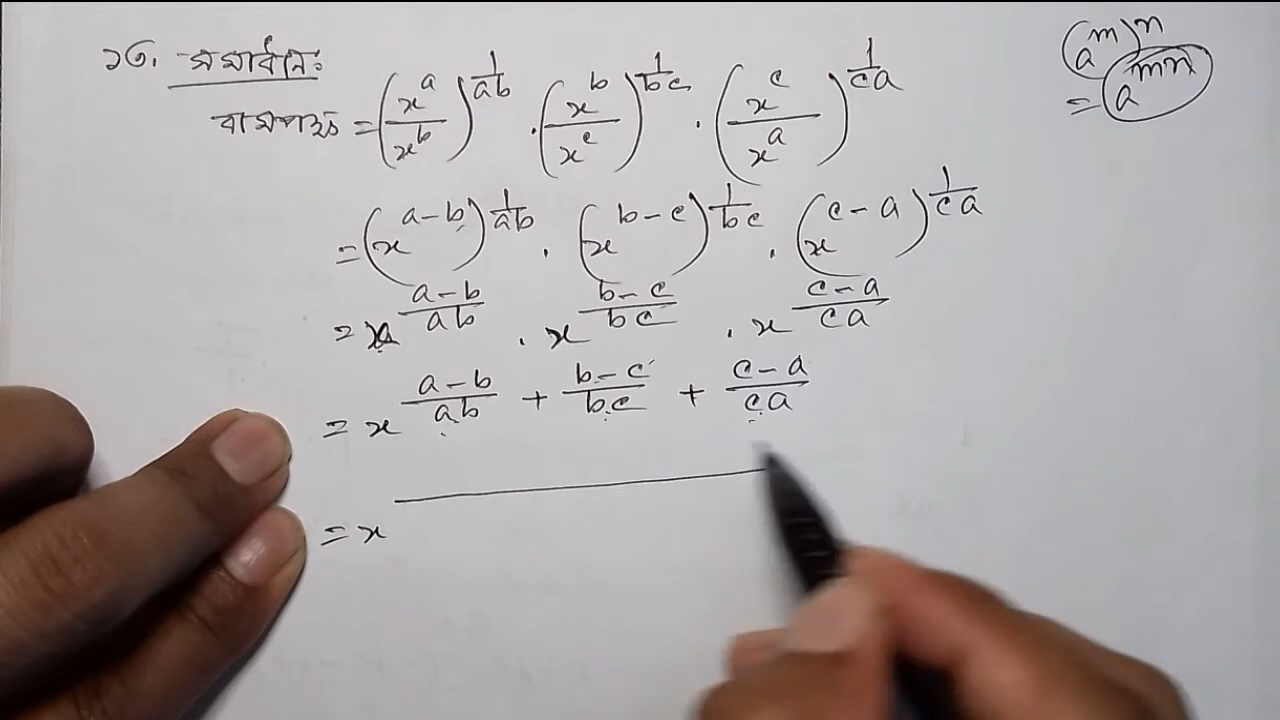 ১৩. সমাধান:
বামপক্ষ = (x^a/x^b)^(1/ab) . (x^b/x^c)^(1/bc) . (x^c/x^a)^(1/ca)
= (x^(a-b))^(1/ab) . (x^(b-c))^(1/bc) . (x^(c-a))^(1/ca)
= x^((a-b)/ab) . x^((b-c)/bc) . x^((c-a)/ca)
= x^((a-b)/ab + (b-c)/bc + (c-a)/ca)
= x
(a^m)^n
= a^(mn)